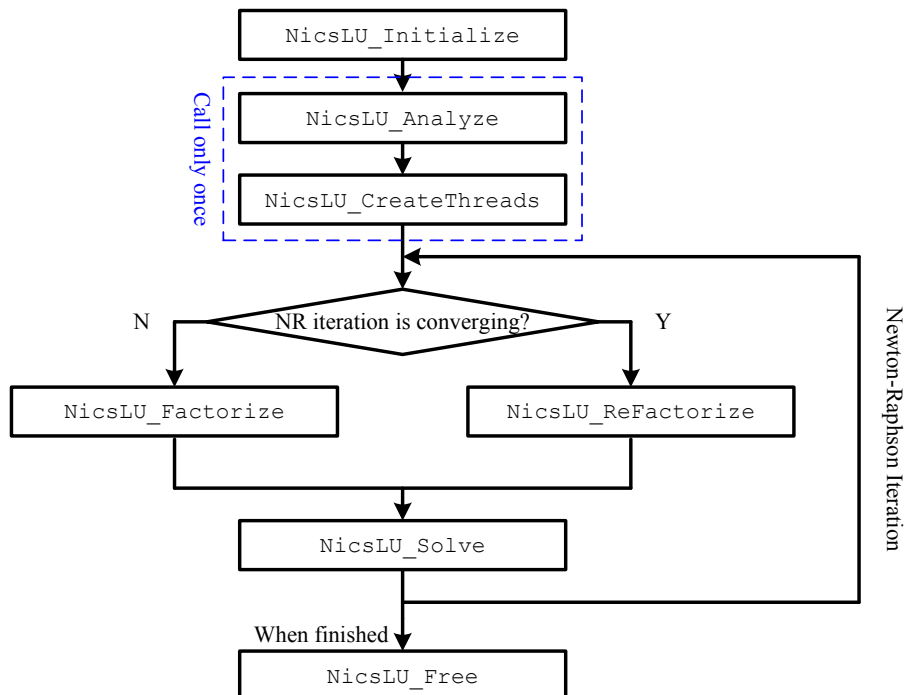 NicsLU_Initialize
Call only once
NicsLU_Analyze
NicsLU_CreateThreads
NR iteration is converging?
N
Y
NicsLU_Factorize
NicsLU_ReFactorize
Newton-Raphson Iteration
NicsLU_Solve
When finished
NicsLU_Free